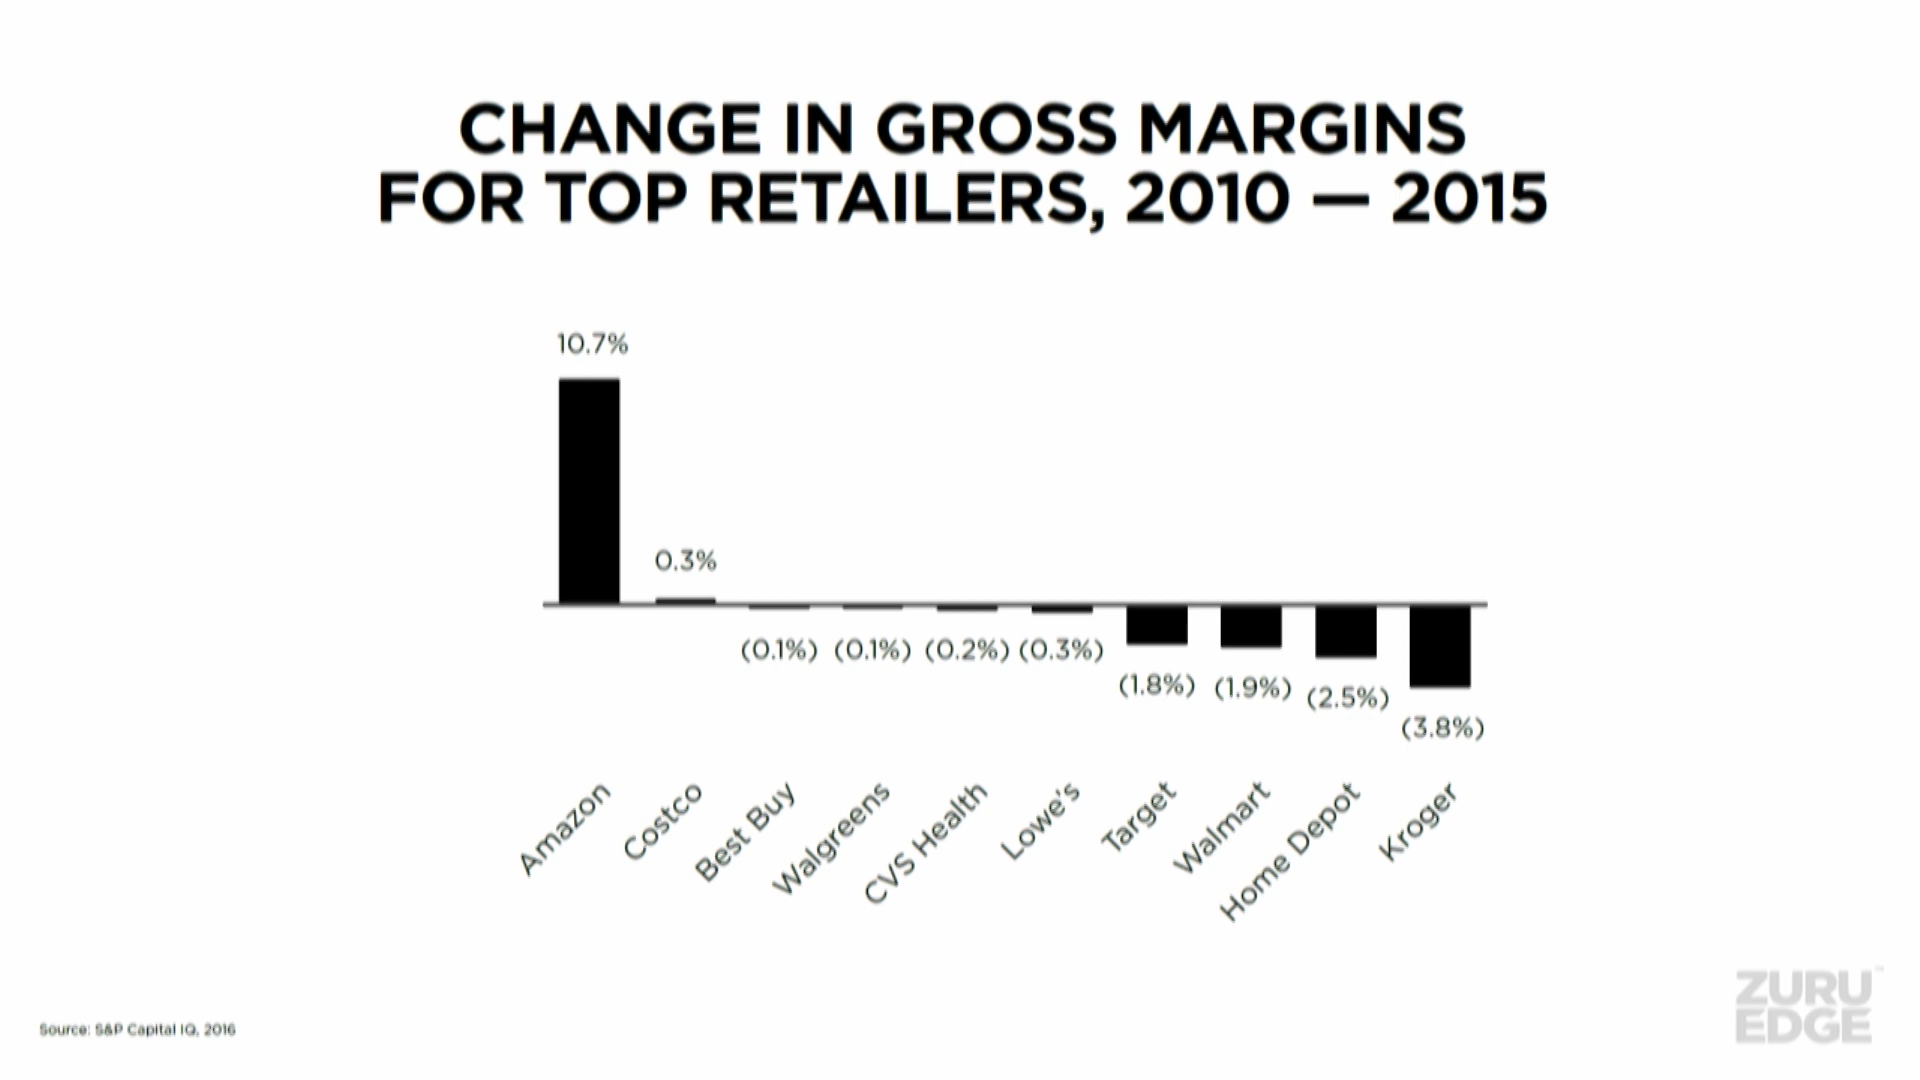 CHANGE IN GROSS MARGINS
FOR TOP RETAILERS, 2010 — 2015
10.7%
0.3%
(0.1%) (0.1%) (0.2%) (0.3%)
(1.8%) (1.9%) (2.5%)
(3.8%)
Amazon
Costco
Best Buy
Walgreens
CVS Health
Lowe's
Target
Walmart
Home Depot
Kroger
Source: S&P Capital IQ, 2016
ZURU™
EDGE